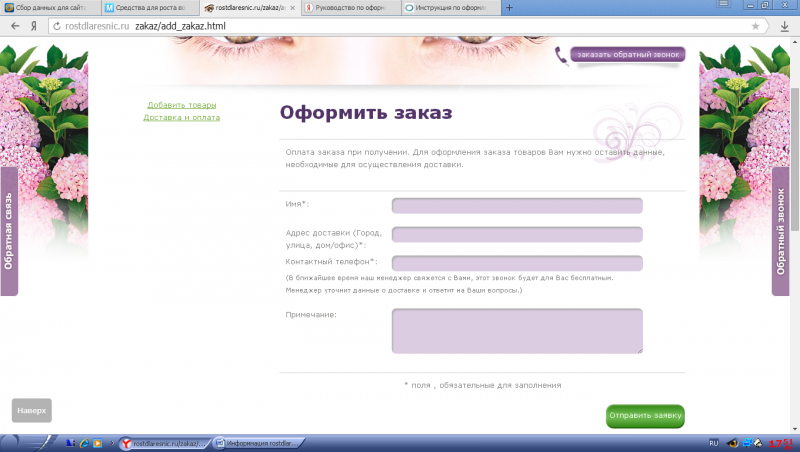 Сбор данных для сайт
Средства для роста во
rostdlaresnic.ru/zakaz/a
Руководство по оформ
Инструкция по оформ
rostdlaresnic.ru zakaz/add_zakaz.html
заказать обратный звонок
Добавить товары
Доставка и оплата
Оформить заказ
Оплата заказа при получении. Для оформления заказа товаров Вам нужно оставить данные,
необходимые для осуществления доставки.
Имя*:
Адрес доставки (Город,
улица, дом/офис)*:
Контактный телефон*:
(В ближайшее время наш менеджер свяжется с Вами, этот звонок будет для Вас бесплатным.
Менеджер уточнит данные о доставке и ответит на Ваши вопросы.)
Примечание:
* поля , обязательные для заполнения
Отправить заявку
Обратная связь
Обратный звонок
Наверх
rostdlaresnic.ru/zakaz/...
Информация rostdlar...
RU